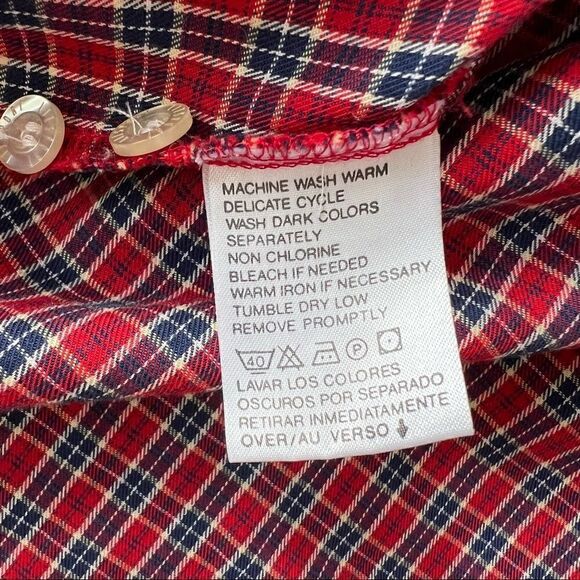 MACHINE WASH WARM
DELICATE CYCLE
WASH DARK COLORS
SEPARATELY
NON CHLORINE
BLEACH IF NEEDED
WARM IRON IF NECESSARY
TUMBLE DRY LOW
REMOVE PROMPTLY
40 P
LAVAR LOS COLORES
OSCUROS POR SEPARADO
RETIRAR INMEDIATAMENTE
OVER/AU VERSO